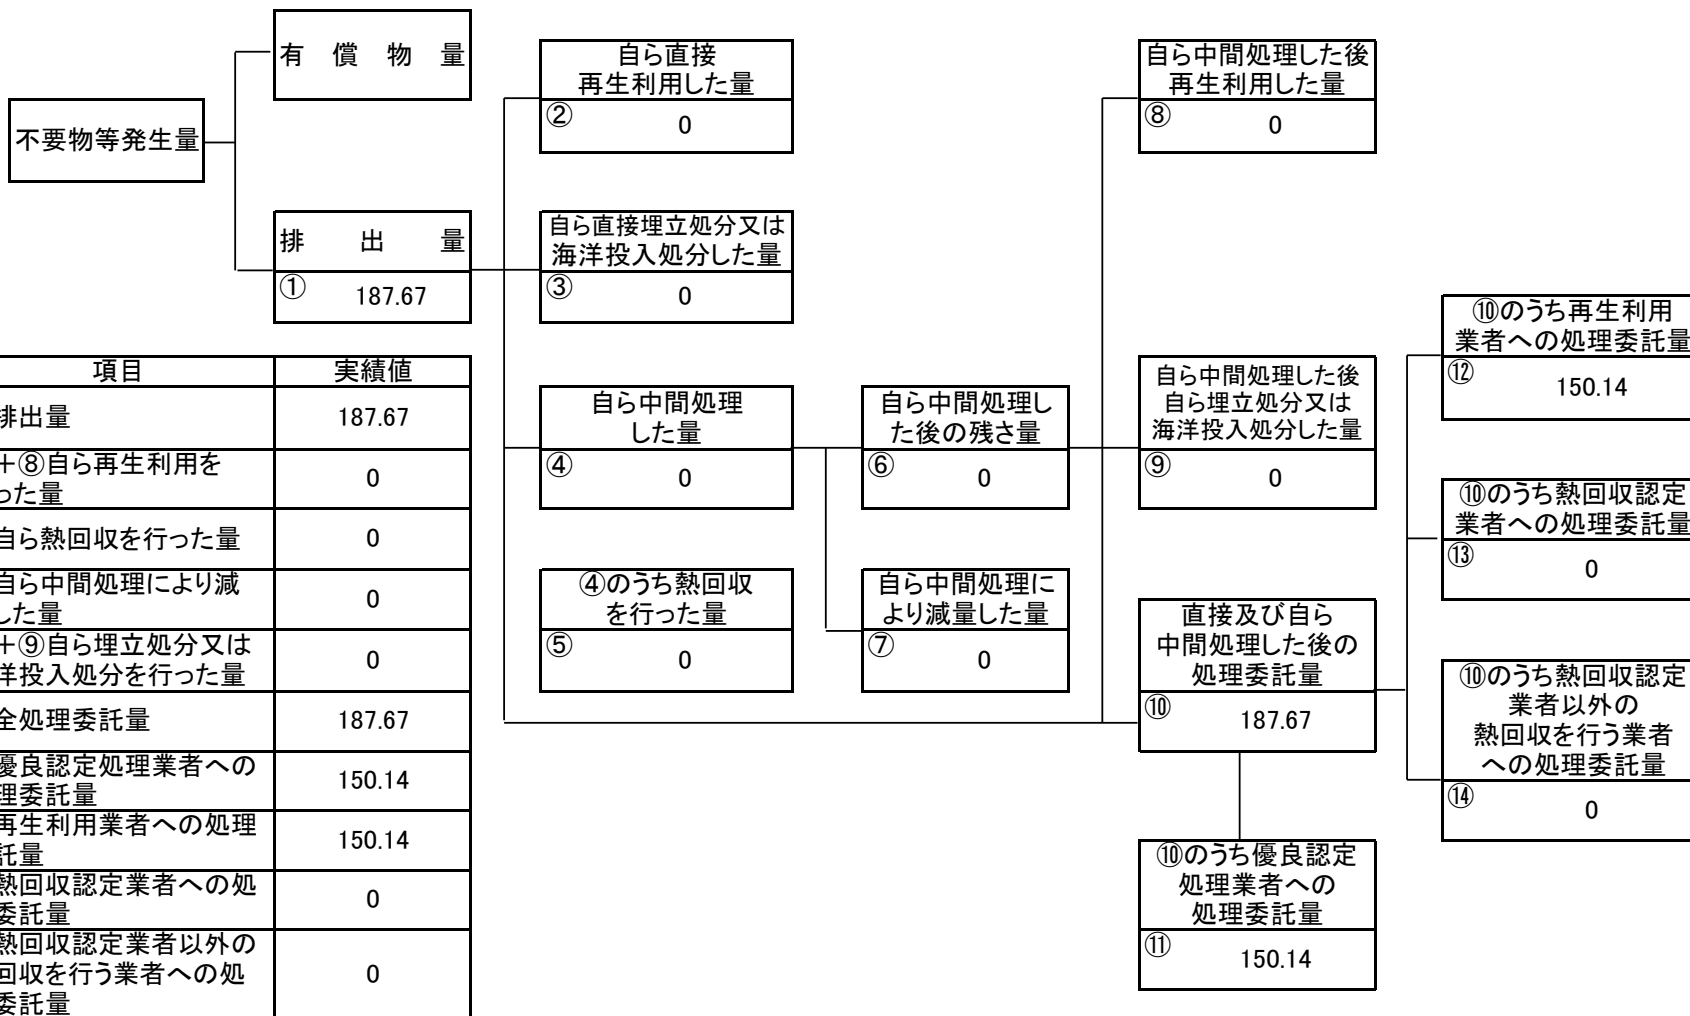 有償物量
不要物等発生量
排出量
①
187.67
自ら直接
再生利用した量
②
0
自ら直接埋立処分又は
海洋投入処分した量
③
0
自ら中間処理
した量
④
0
④のうち熱回収
を行った量
⑤
0
自ら中間処理し
た後の残さ量
⑥
0
自ら中間処理に
より減量した量
⑦
0
自ら中間処理した後
再生利用した量
⑧
0
自ら中間処理した後
自ら埋立処分又は
海洋投入処分した量
⑨
0
直接及び自ら
中間処理した後の
処理委託量
⑩
187.67
⑩のうち優良認定
処理業者への
処理委託量
⑪
150.14
⑩のうち再生利用
業者への処理委託量
⑫
150.14
⑩のうち熱回収認定
業者への処理委託量
⑬
0
⑩のうち熱回収認定
業者以外の
熱回収を行う業者
への処理委託量
⑭
0
項目 実績値
排出量 187.67
+⑧自ら再生利用を
った量
0
自ら熱回収を行った量 0
自ら中間処理により減
した量
0
+⑨自ら埋立処分又は
洋投入処分を行った量
0
全処理委託量 187.67
優良認定処理業者への
理委託量
150.14
再生利用業者への処理
託量
150.14
熱回収認定業者への処
委託量
0
熱回収認定業者以外の
回収を行う業者への処
委託量
0